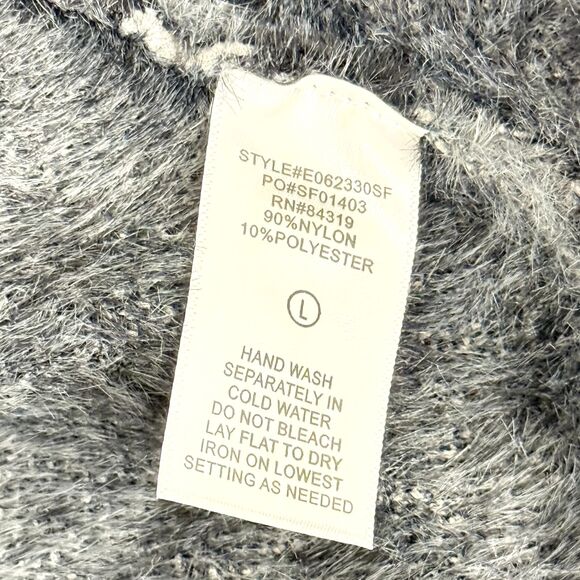 STYLE#E062330SF
PO#SF01403
RN#84319
90%NYLON
10%POLYESTER
L
HAND WASH
SEPARATELY IN
COLD WATER
DO NOT BLEACH
LAY FLAT TO DRY
IRON ON LOWEST
SETTING AS NEEDED